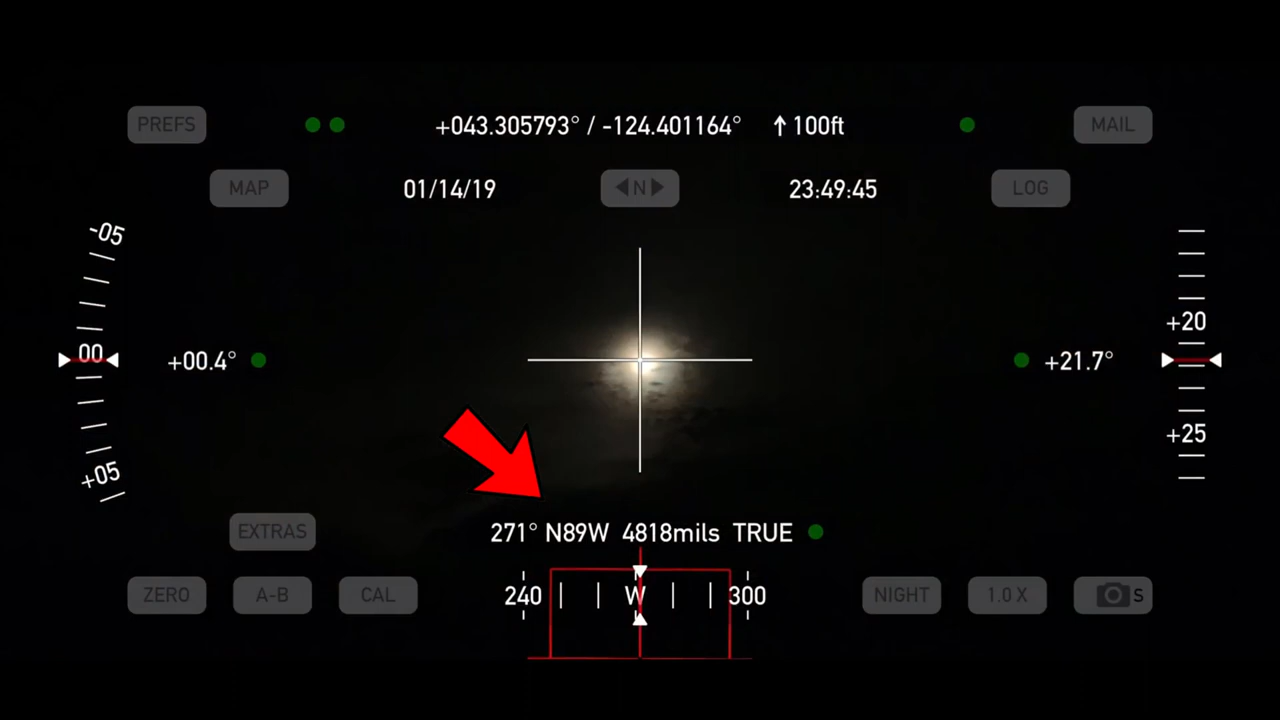 PREFS +043.305793° / -124.401164° ↑ 100ft MAIL
MAP 01/14/19 N 23:49:45 LOG
-05
00 +00.4° +21.7° +20
+05 +25
EXTRAS 271° N89W 4818mils TRUE
ZERO A-B CAL 240 W 300 NIGHT 1.0 X S